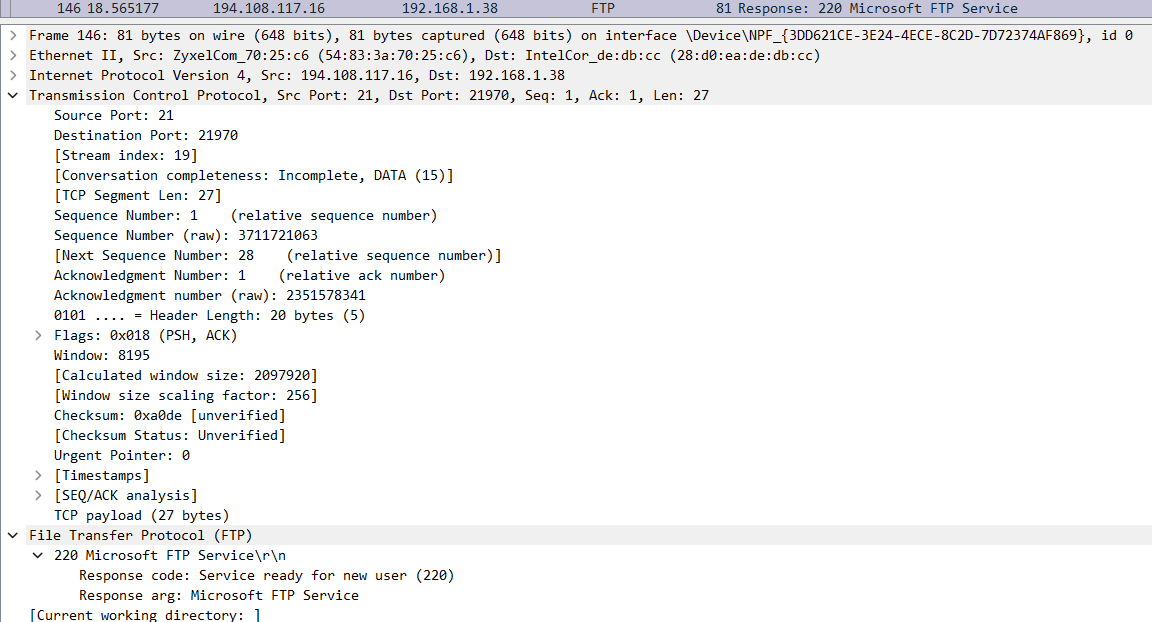 146 18.565177 194.108.117.16 192.168.1.38 FTP 81 Response: 220 Microsoft FTP Service
Frame 146: 81 bytes on wire (648 bits), 81 bytes captured (648 bits) on interface \Device\NPF_{3DD621CE-3E24-4ECE-8C2D-7D72374AF869}, id 0
Ethernet II, Src: ZyxelCom_70:25:c6 (54:83:3a:70:25:c6), Dst: IntelCor_de:db:cc (28:d0:ea:de:db:cc)
Internet Protocol Version 4, Src: 194.108.117.16, Dst: 192.168.1.38
Transmission Control Protocol, Src Port: 21, Dst Port: 21970, Seq: 1, Ack: 1, Len: 27
Source Port: 21
Destination Port: 21970
[Stream index: 19]
[Conversation completeness: Incomplete, DATA (15)]
[TCP Segment Len: 27]
Sequence Number: 1 (relative sequence number)
Sequence Number (raw): 3711721063
[Next Sequence Number: 28 (relative sequence number)]
Acknowledgment Number: 1 (relative ack number)
Acknowledgment number (raw): 2351578341
0101 .... = Header Length: 20 bytes (5)
Flags: 0x018 (PSH, ACK)
Window: 8195
[Calculated window size: 2097920]
[Window size scaling factor: 256]
Checksum: 0xa0de [unverified]
[Checksum Status: Unverified]
Urgent Pointer: 0
[Timestamps]
[SEQ/ACK analysis]
TCP payload (27 bytes)
File Transfer Protocol (FTP)
220 Microsoft FTP Service\r\n
Response code: Service ready for new user (220)
Response arg: Microsoft FTP Service
[Current working directory: ]